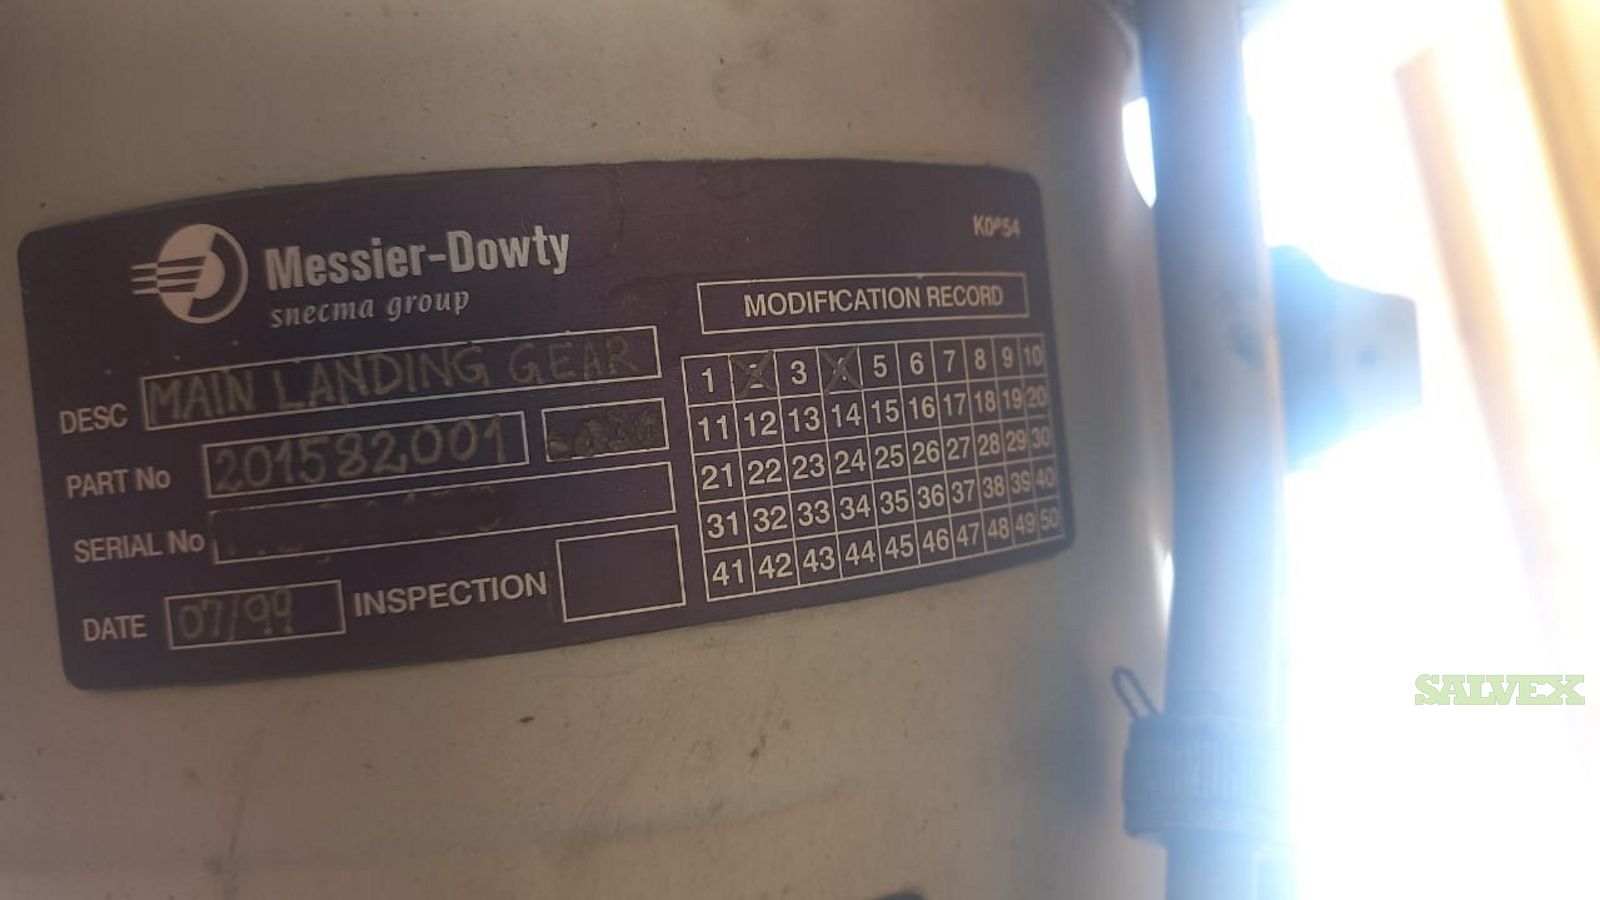 Messier-Dowty
snecma group
DESC MAIN LANDING GEAR
PART No 201582001
SERIAL No
DATE 07/99 INSPECTION
MODIFICATION RECORD
1 2 3 4 5 6 7 8 9 10
11 12 13 14 15 16 17 18 19 20
21 22 23 24 25 26 27 28 29 30
31 32 33 34 35 36 37 38 39 40
41 42 43 44 45 46 47 48 49 50
SALVEX